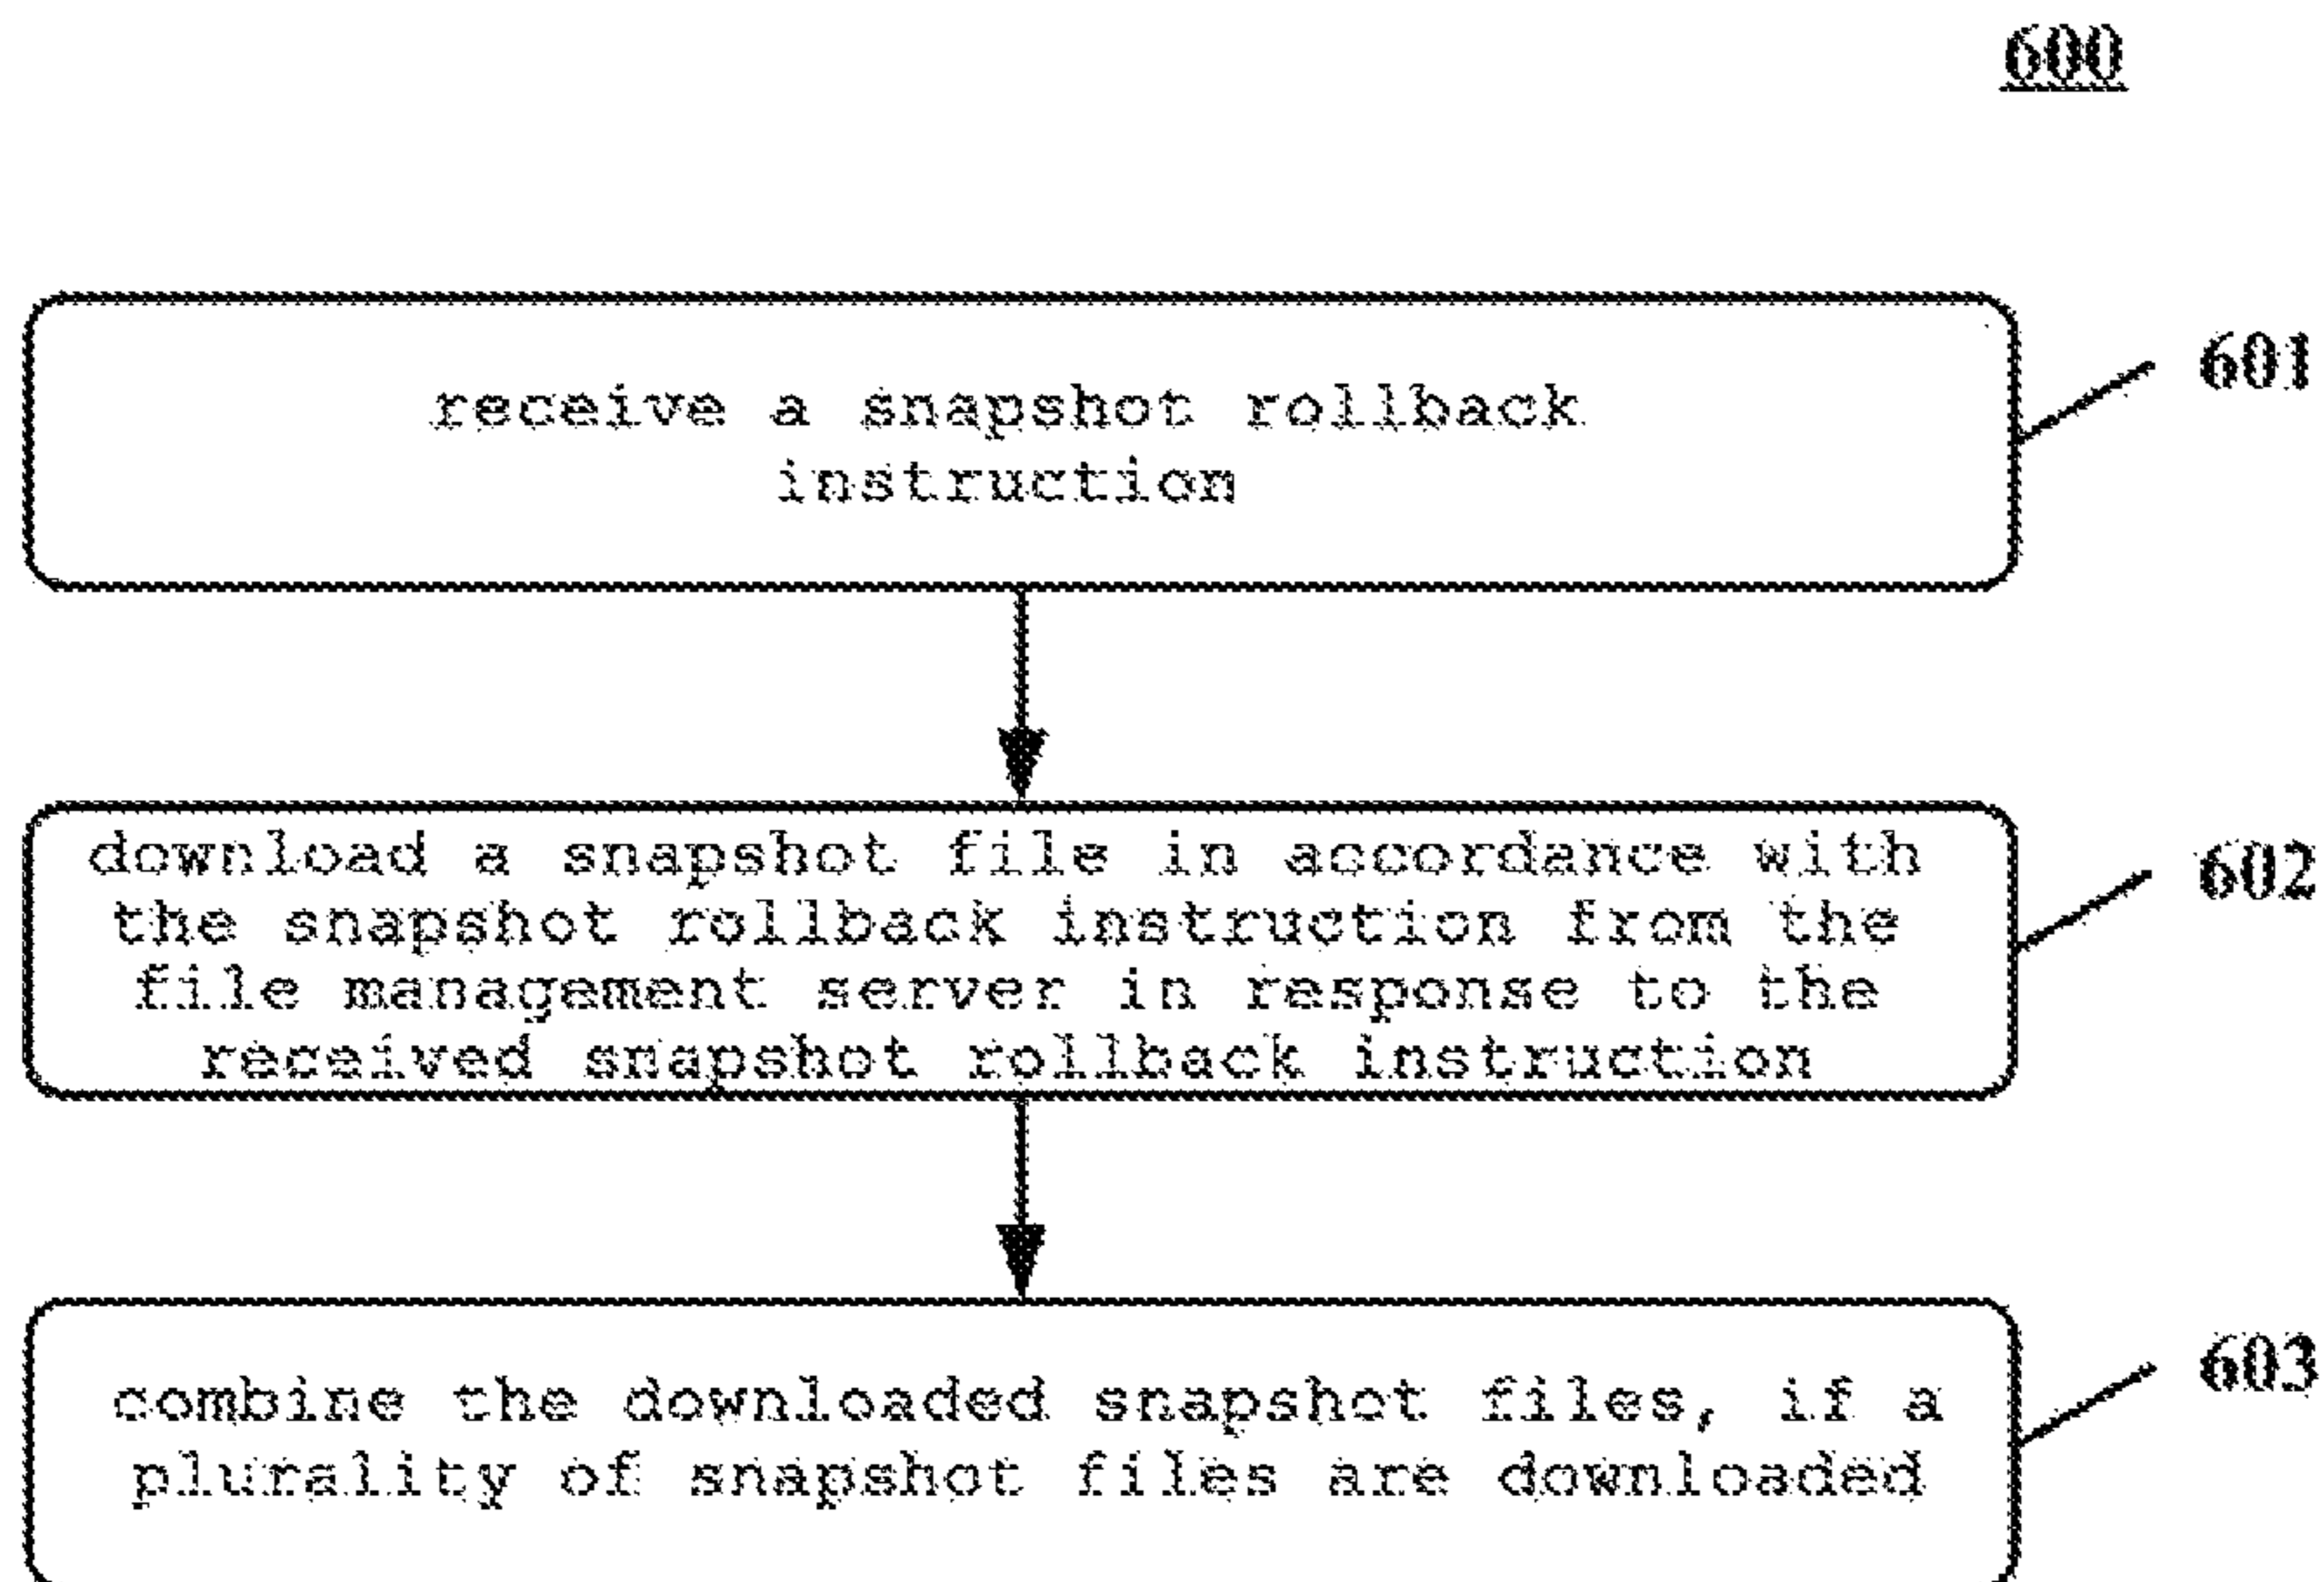 600
receive a snapshot rollback
instruction
601
download a snapshot file in accordance with
the snapshot rollback instruction from the
file management server in response to the
received snapshot rollback instruction
602
combine the downloaded snapshot files, if a
plurality of snapshot files are downloaded
603